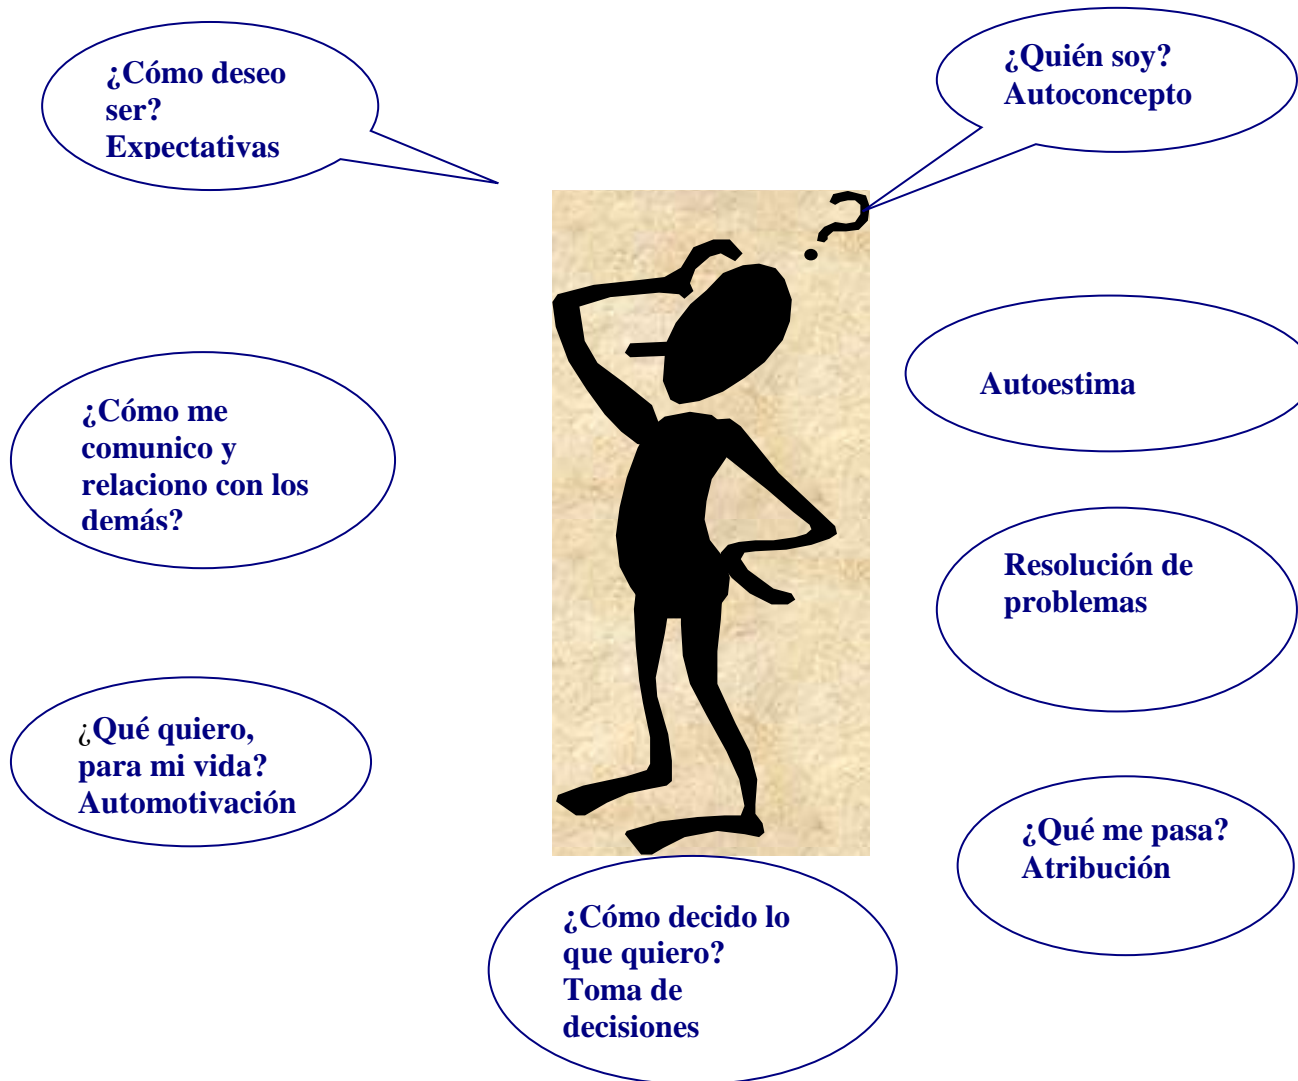 ¿Cómo deseo
ser?
Expectativas
¿Quién soy?
Autoconcepto
?
Autoestima
¿Cómo me
comunico y
relaciono con los
demás?
Resolución de
problemas
¿Qué quiero,
para mi vida?
Automotivación
¿Qué me pasa?
Atribución
¿Cómo decido lo
que quiero?
Toma de
decisiones